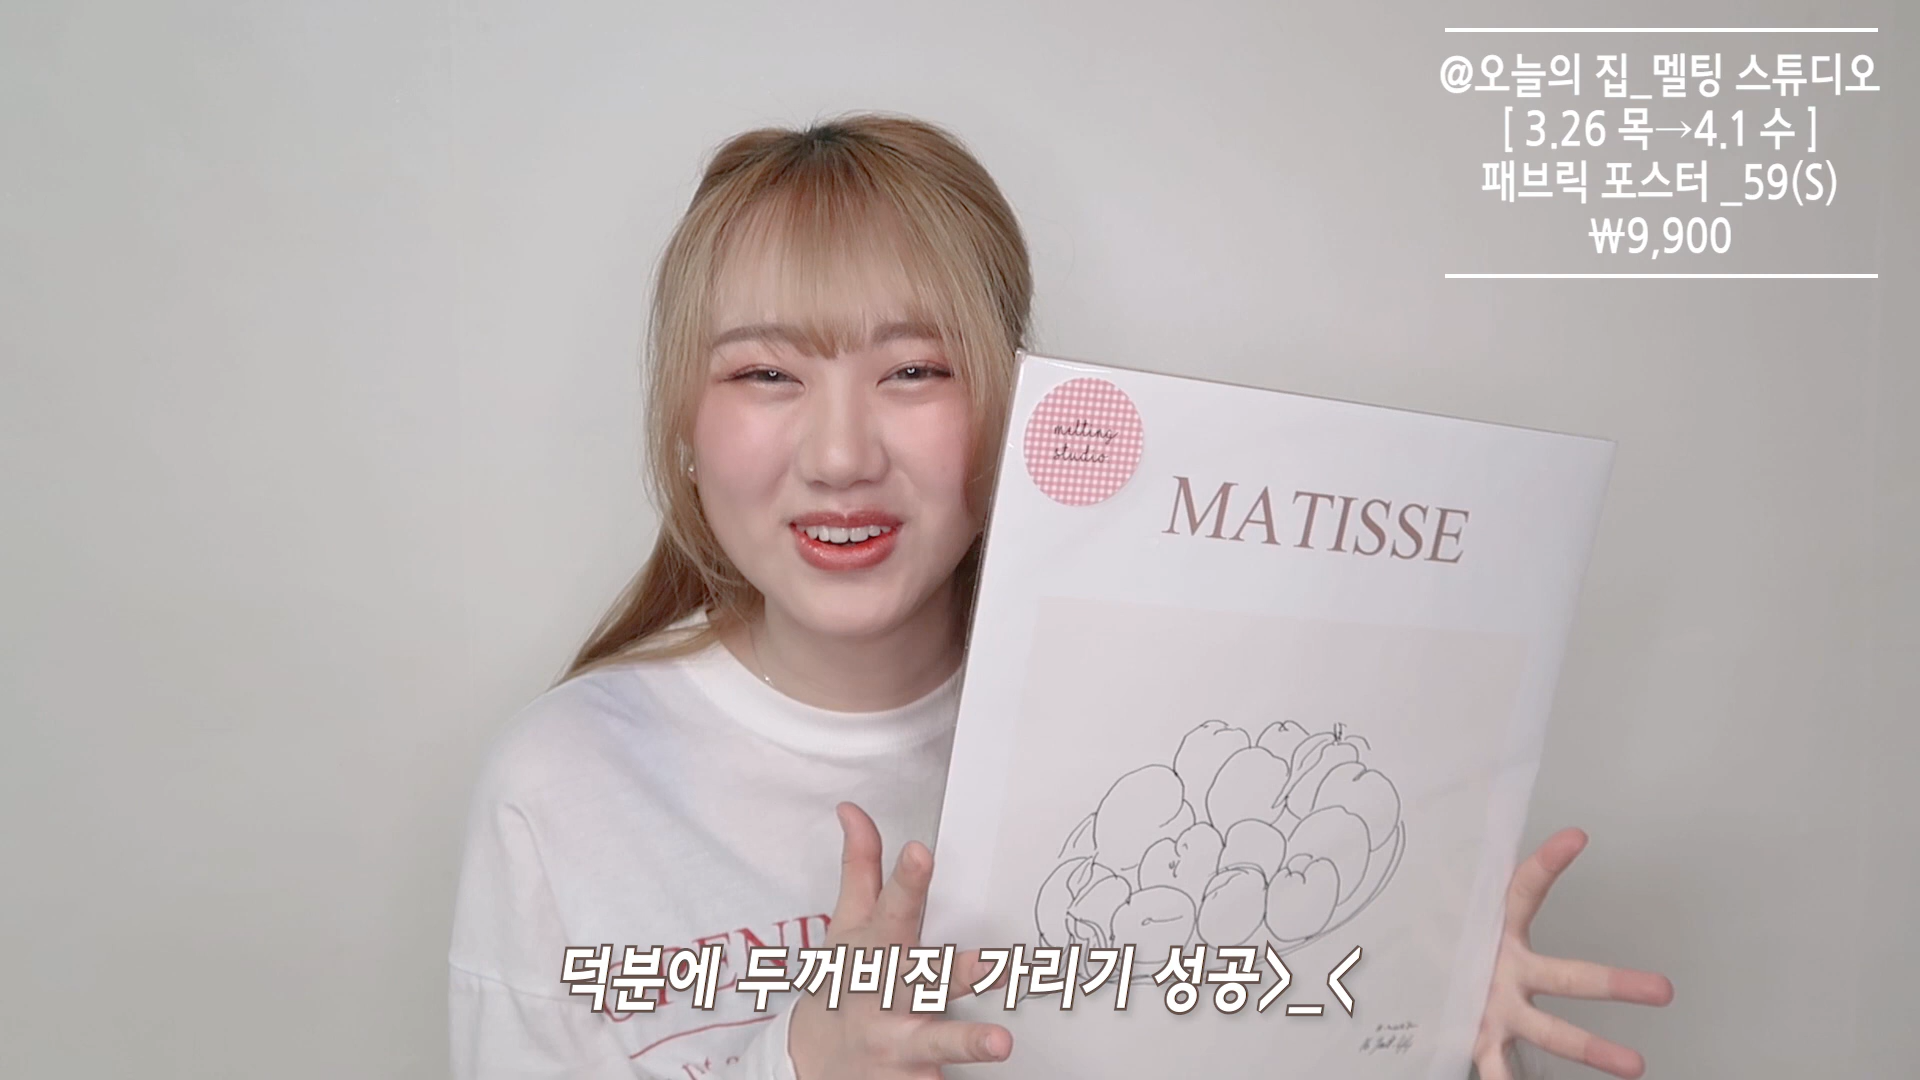 @오늘의 집_멜팅 스튜디오
[ 3.26 목→4.1 수 ]
패브릭 포스터 _59(S)
₩9,900
melting
studio
MATISSE
덕분에 두꺼비집 가리기 성공>_<